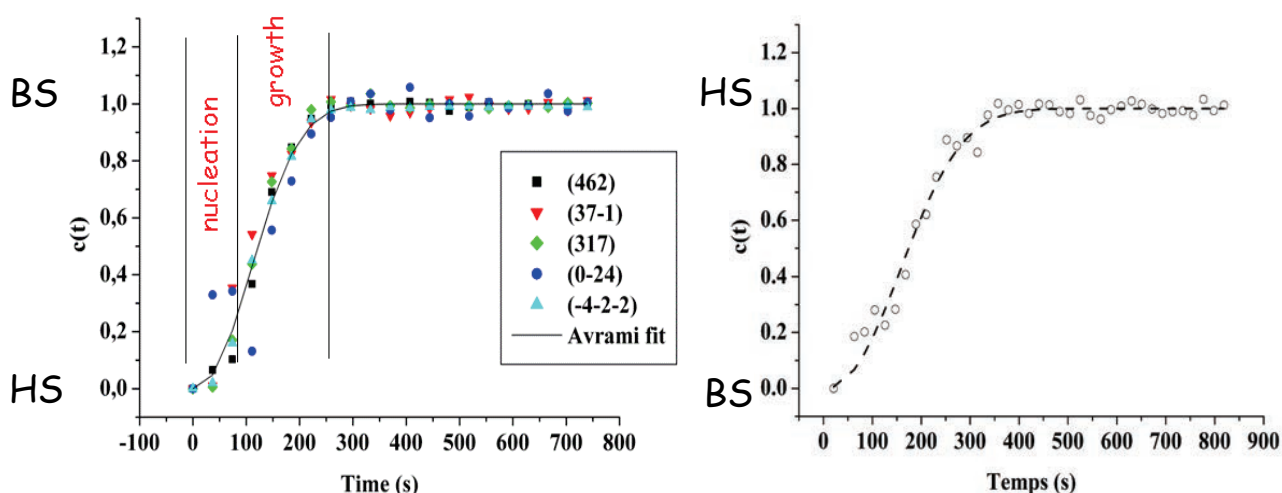 BS
HS
c(t)
1,2
1,0
0,8
0,6
0,4
0,2
0,0
nucleation
growth
(462)
(37-1)
(317)
(0-24)
(-4-2-2)
Avrami fit
-100 0 100 200 300 400 500 600 700 800
Time (s)
HS
BS
c(t)
1.2
1.0
0.8
0.6
0.4
0.2
0.0
0 100 200 300 400 500 600 700 800 900
Temps (s)